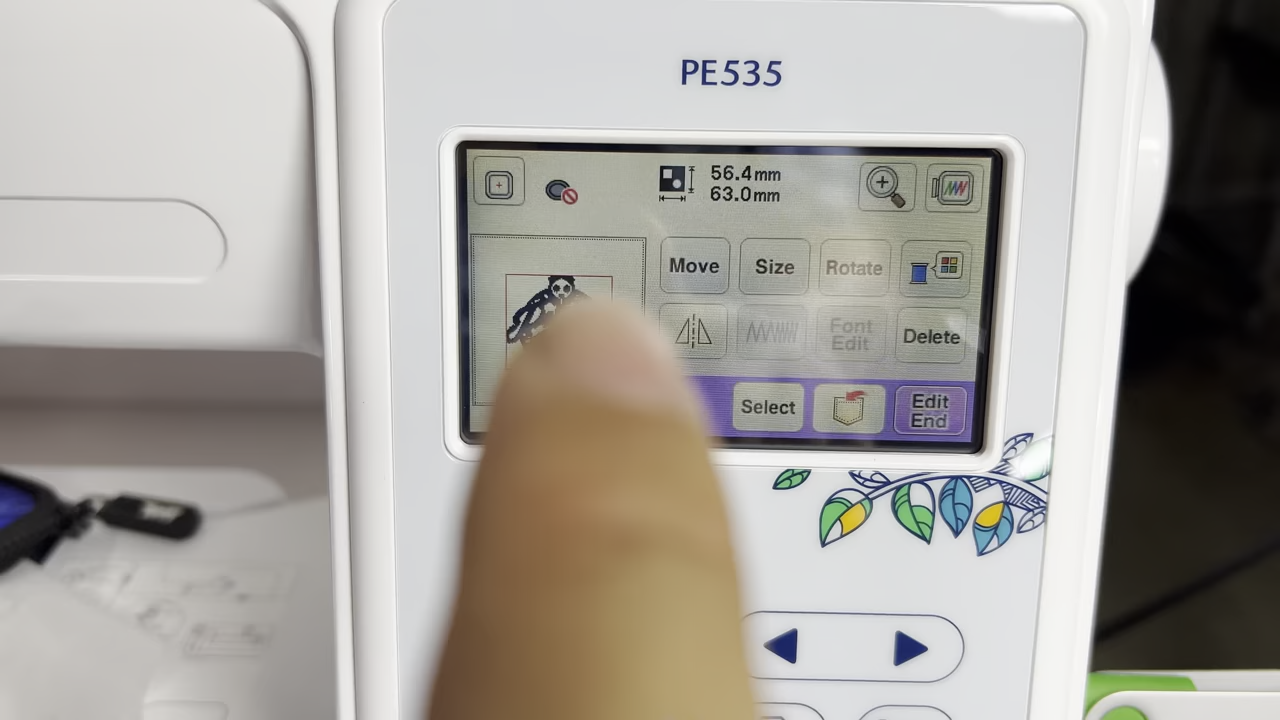 PE535
56.4mm
63.0mm
Move Size Rotate
Font
Edit
Delete
Select
Edit
End